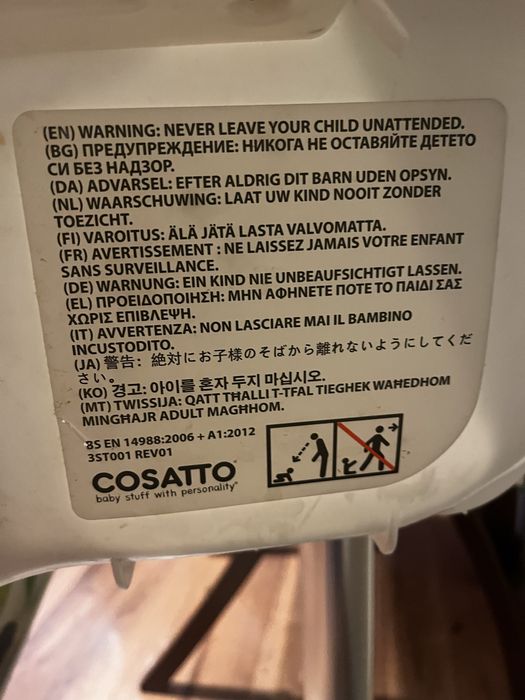 (EN) WARNING: NEVER LEAVE YOUR CHILD UNATTENDED.
(BG) ПРЕДУПРЕЖДЕНИЕ: НИКОГА НЕ ОСТАВЯЙТЕ ДЕТЕТО
СИ БЕЗ НАДЗОР.
(DA) ADVARSEL: EFTER ALDRIG DIT BARN UDEN OPSYN.
(NL) WAARSCHUWING: LAAT UW KIND NOOIT ZONDER
TOEZICHT.
(FI) VAROITUS: ÄLÄ JÄTÄ LASTA VALVOMATTA.
(FR) AVERTISSEMENT : NE LAISSEZ JAMAIS VOTRE ENFANT
SANS SURVEILLANCE.
(DE) WARNUNG: EIN KIND NIE UNBEAUFSICHTIGT LASSEN.
(EL) ΠΡΟΕΙΔΟΠΟΙΗΣΗ: ΜΗΝ ΑΦΗΝΕΤΕ ΠΟΤΕ ΤΟ ΠΑΙΔΙ ΣΑΣ
ΧΩΡΙΣ ΕΠΙΒΛΕΨΗ.
(IT) AVVERTENZA: NON LASCIARE MAI IL BAMBINO
INCUSTODITO.
(JA) 警告: 絶対にお子様のそばから離れないようにしてくだ
さい。
(KO) 경고: 아이를 혼자 두지 마십시오.
(MT) TWISSIJA: QATT TĦALLI T-TFAL TIEGHEK WAĦEDHOM
MINGĦAJR ADULT MAGĦHOM.
BS EN 14988:2006 + A1:2012
3ST001 REV01
COSATTO
baby stuff with personality